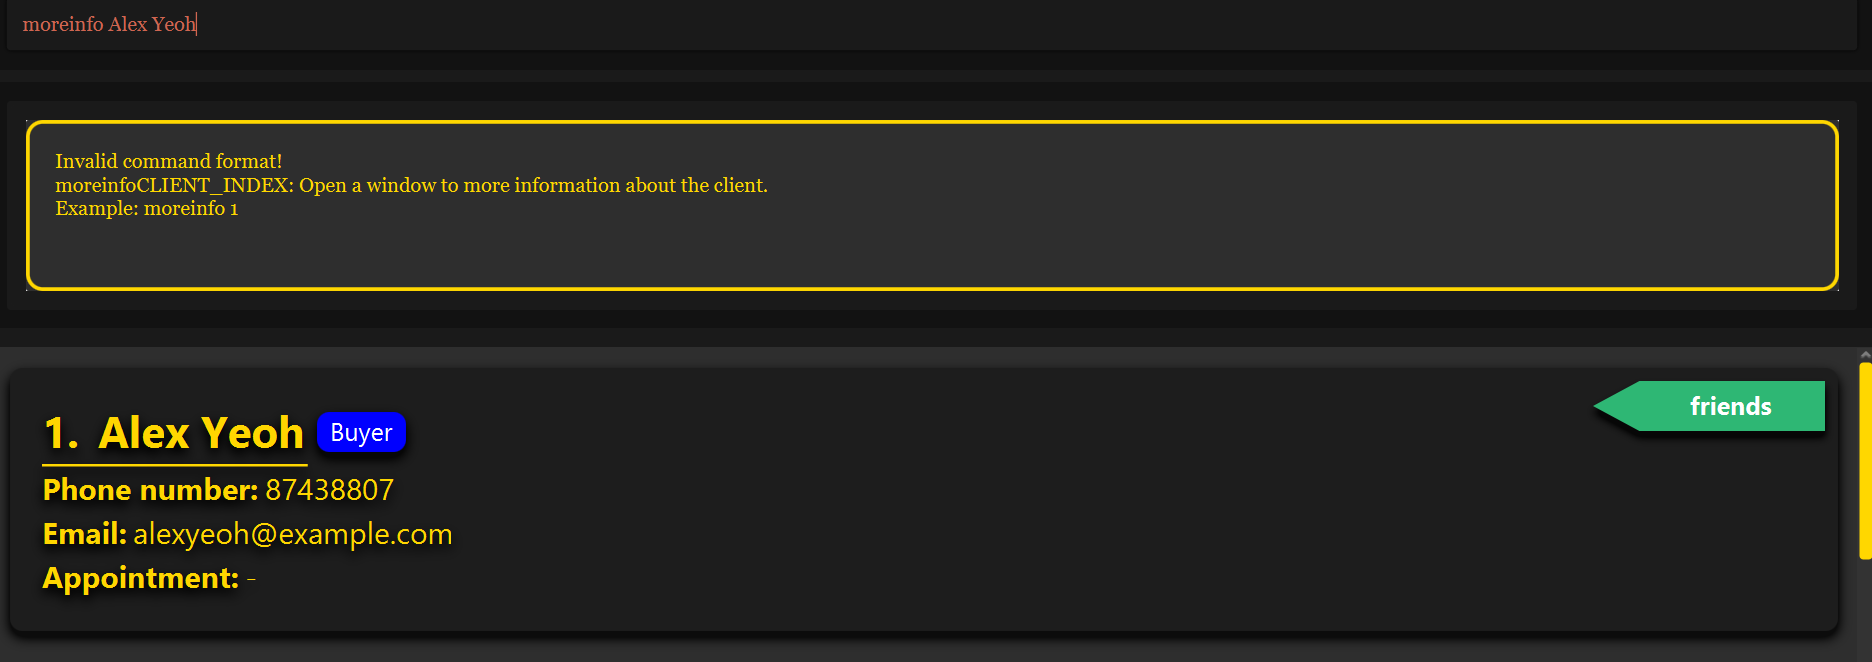 moreinfo Alex Yeoh
Invalid command format!
moreinfoCLIENT_INDEX: Open a window to more information about the client.
Example: moreinfo 1
friends
1. Alex Yeoh Buyer
Phone number: 87438807
Email: alexyeoh@example.com
Appointment: -